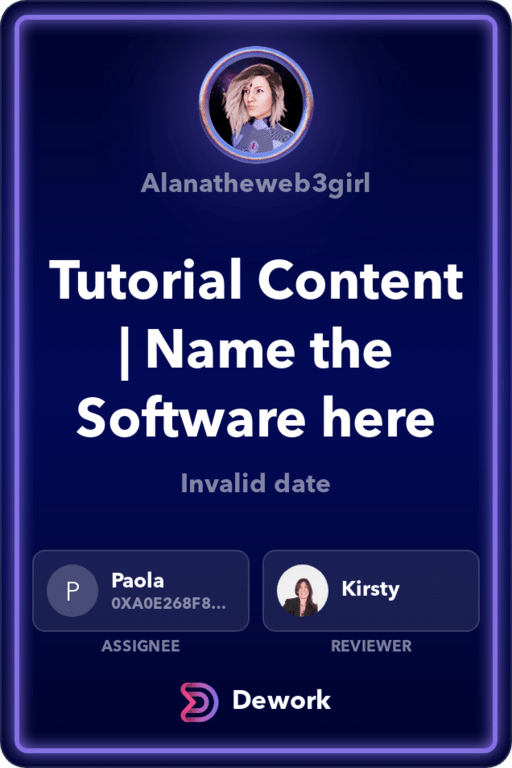 Alanatheweb3girl
Tutorial Content
| Name the
Software here
Invalid date
P
Paola
0XA0E268F8...
Kirsty
ASSIGNEE
REVIEWER
Dework